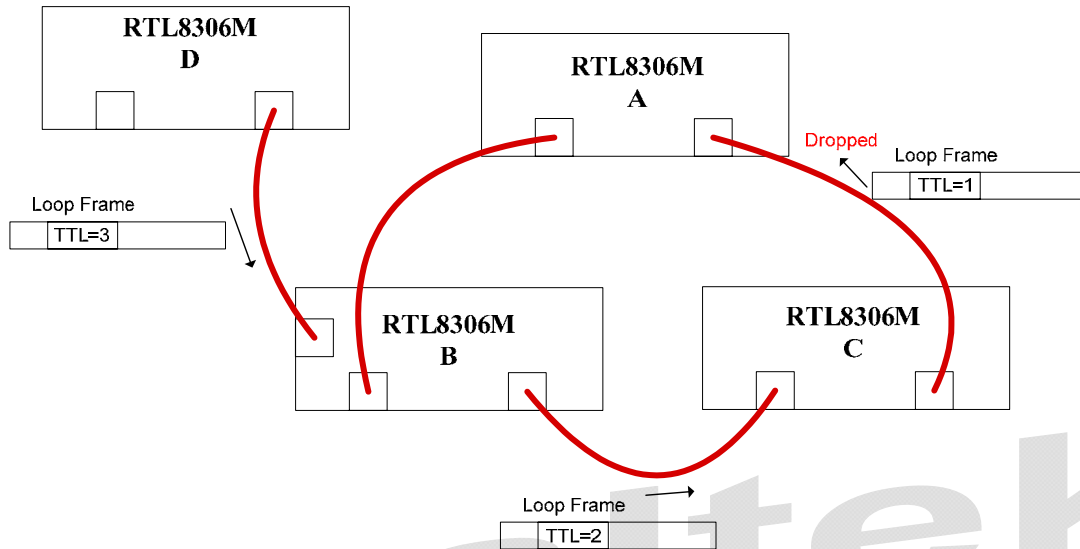 RTL8306M
D
RTL8306M
A
Dropped
Loop Frame
TTL=1
Loop Frame
TTL=3
RTL8306M
B
RTL8306M
C
Loop Frame
TTL=2